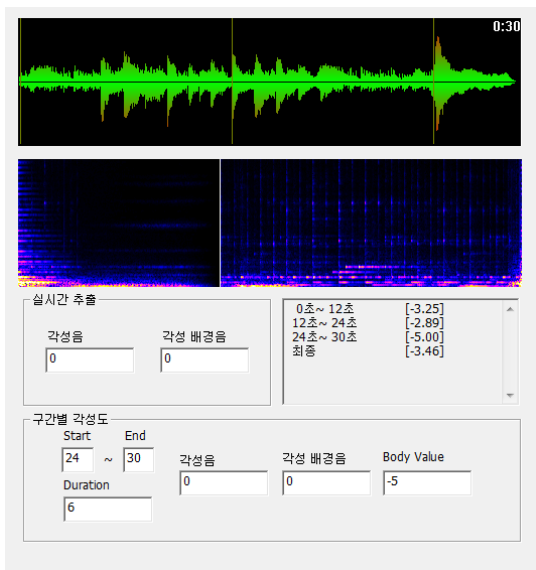 0:30
실시간 추출
각성음 각성 배경음
0 0
0초~ 12초 [-3.25]
12초~ 24초 [-2.89]
24초~ 30초 [-5.00]
최종 [-3.46]
구간별 각성도
Start End
24 ~ 30
각성음 각성 배경음 Body Value
0 0 -5
Duration
6